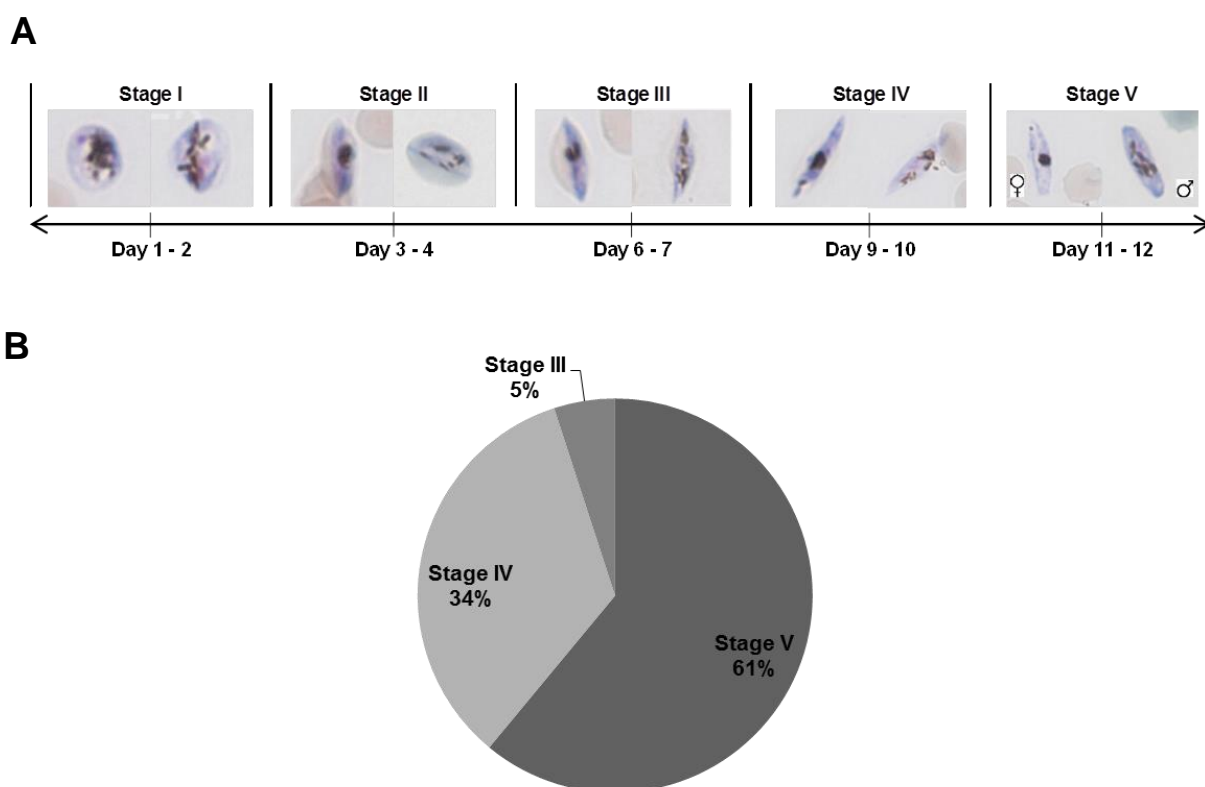 A
Stage I
Stage II
Stage III
Stage IV
Stage V
♀
♂
Day 1 - 2
Day 3 - 4
Day 6 - 7
Day 9 - 10
Day 11 - 12
B
Stage III
5%
Stage IV
34%
Stage V
61%